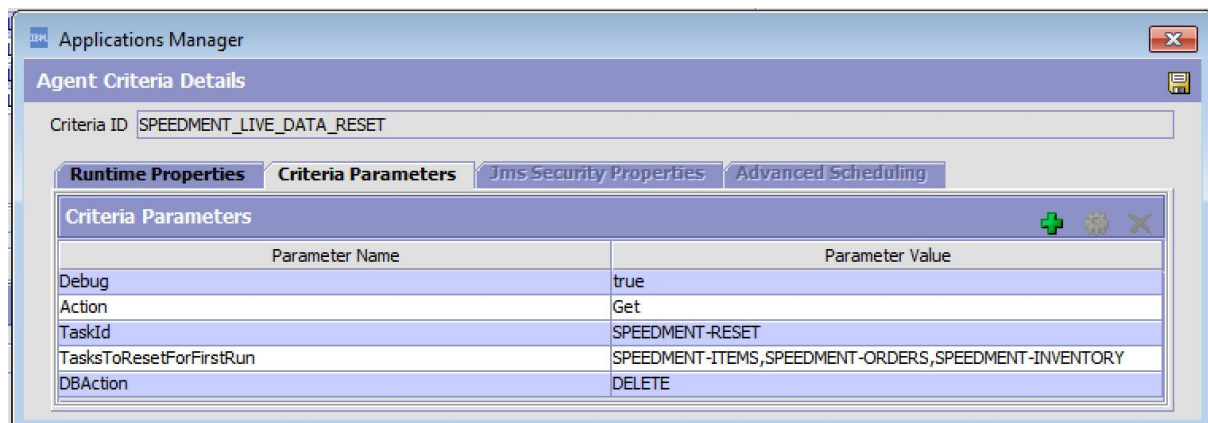 IBM Applications Manager
Agent Criteria Details
Criteria ID SPEEDMENT_LIVE_DATA_RESET
Runtime Properties Criteria Parameters Jms Security Properties Advanced Scheduling
Criteria Parameters
Parameter Name Parameter Value
Debug true
Action Get
TaskId SPEEDMENT-RESET
TasksToResetForFirstRun SPEEDMENT-ITEMS,SPEEDMENT-ORDERS,SPEEDMENT-INVENTORY
DBAction DELETE